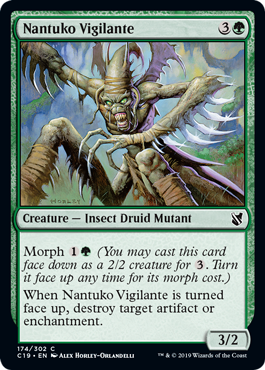 Nantuko Vigilante 3
HORLEY
Creature — Insect Druid Mutant
Morph 1 (You may cast this
card face down as a 2/2 creature for 3. Turn
it face up any time for its morph cost.)
When Nantuko Vigilante is turned
face up, destroy target artifact or
enchantment.
3/2
174/302 C
C19 • EN ALEX HORLEY-ORLANDELLI
™ & © 2019 Wizards of the Coast